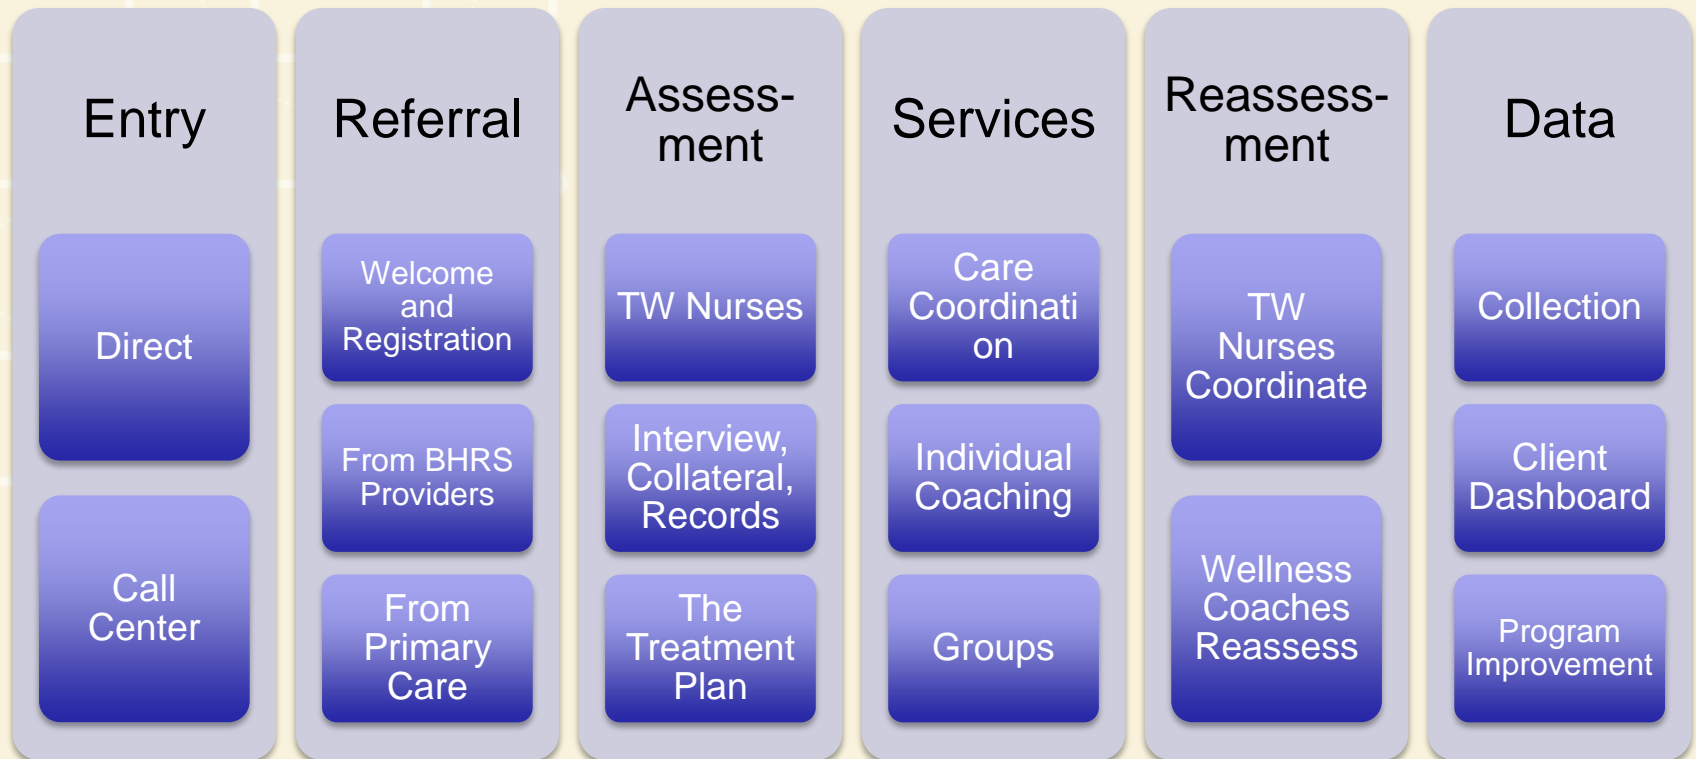 Entry
Direct
Call
Center
Referral
Welcome
and
Registration
From BHRS
Providers
From
Primary
Care
Assess-
ment
TW Nurses
Interview,
Collateral,
Records
The
Treatment
Plan
Services
Care
Coordinati
on
Individual
Coaching
Groups
Reassess-
ment
TW
Nurses
Coordinate
Wellness
Coaches
Reassess
Data
Collection
Client
Dashboard
Program
Improvement